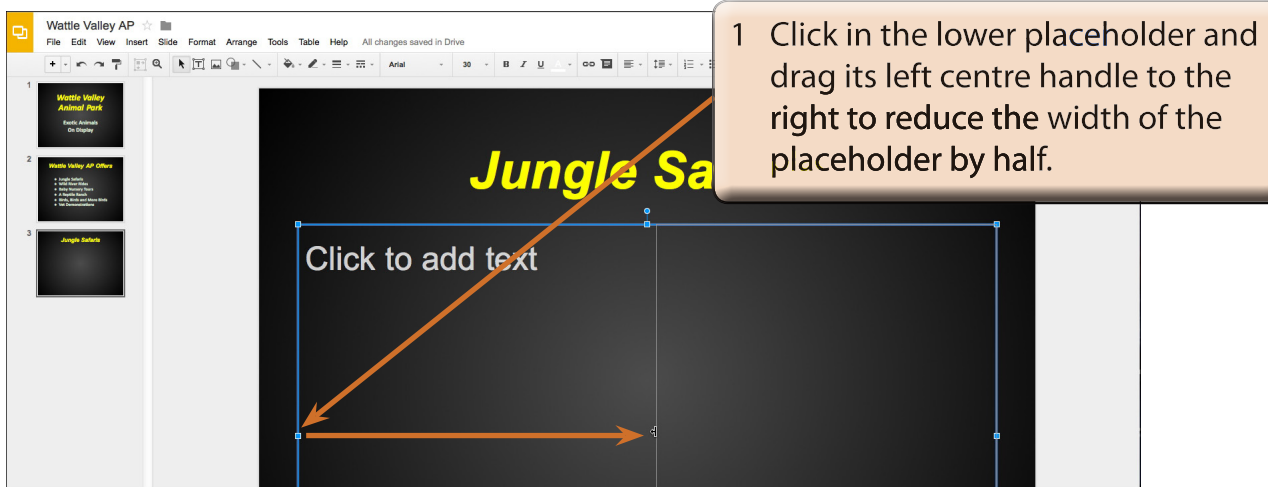 Wattle Valley AP
File Edit View Insert Slide Format Arrange Tools Table Help All changes saved in Drive
Arial 30 B I U
1 Click in the lower placeholder and
drag its left centre handle to the
right to reduce the width of the
placeholder by half.
1
Wattle Valley
Animal Park
Exotic Animals
On Display
2
Wattle Valley AP Offers
Jungle Safaris
Wild River Rides
Baby Nursery Tours
A Reptile Ranch
Birds, Birds and More Birds
Vet Demonstrations
3
Jungle Safaris
Jungle Sa
Click to add text